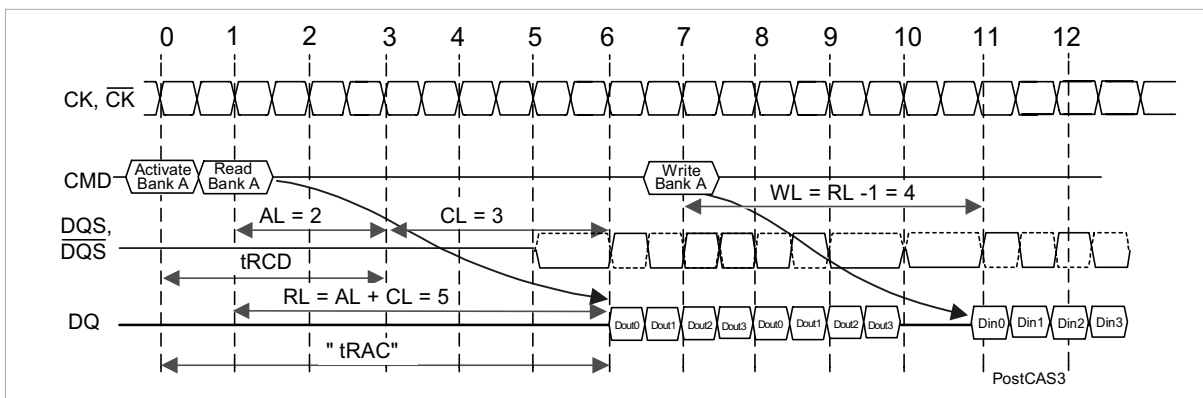 0 1 2 3 4 5 6 7 8 9 10 11 12
CK, CK
CMD
Activate
Bank A
Read
Bank A
Write
Bank A
WL = RL -1 = 4
AL = 2
CL = 3
DQS,
DQS
tRCD
RL = AL + CL = 5
DQ
Dout0 Dout1 Dout2 Dout3 Dout0 Dout1 Dout2 Dout3
Din0 Din1 Din2 Din3
" tRAC"
PostCAS3